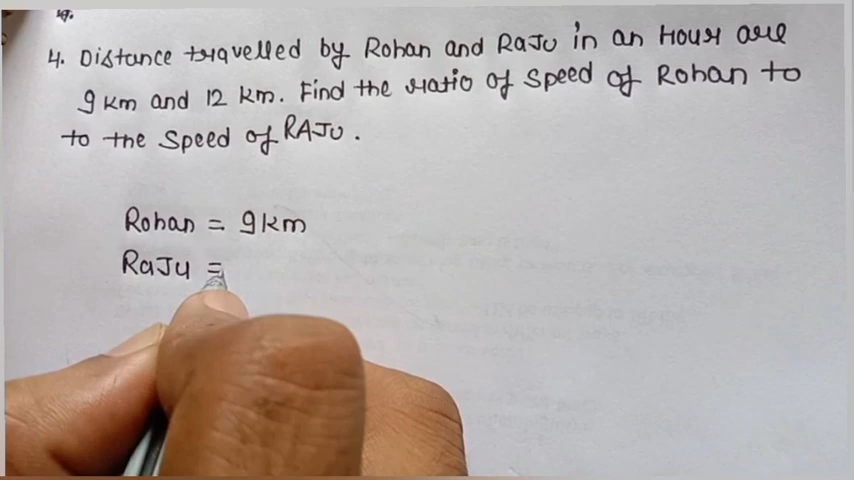 4. Distance travelled by Rohan and RaJu in an Hour are
9 km and 12 km. Find the ratio of Speed of Rohan to
to the Speed of RAJU.
Rohan = 9 km
RaJu =